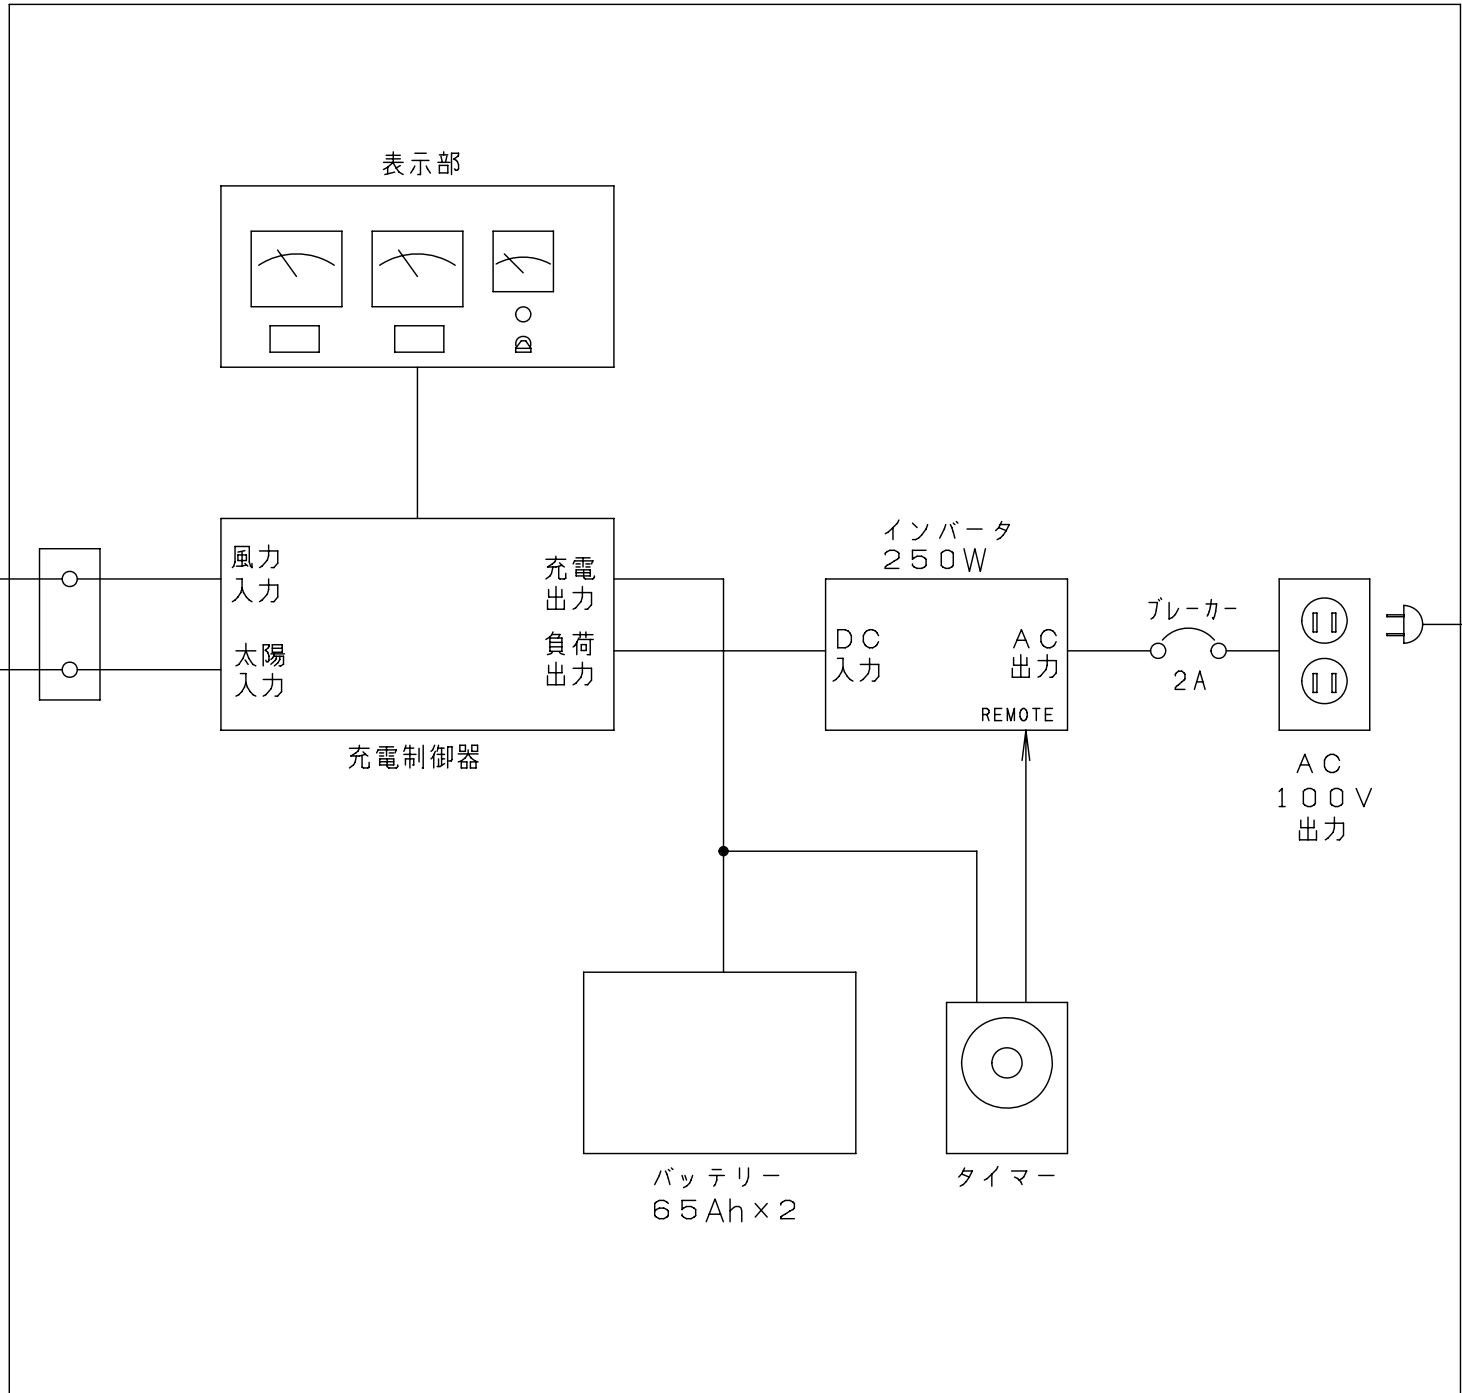 表示部
風力
入力
太陽
入力
充電
出力
負荷
出力
充電制御器
インバータ
２５０Ｗ
ＤＣ
入力
ＡＣ
出力
REMOTE
ブレーカー
２Ａ
ＡＣ
１００Ｖ
出力
バッテリー
６５Ａｈ×２
タイマー